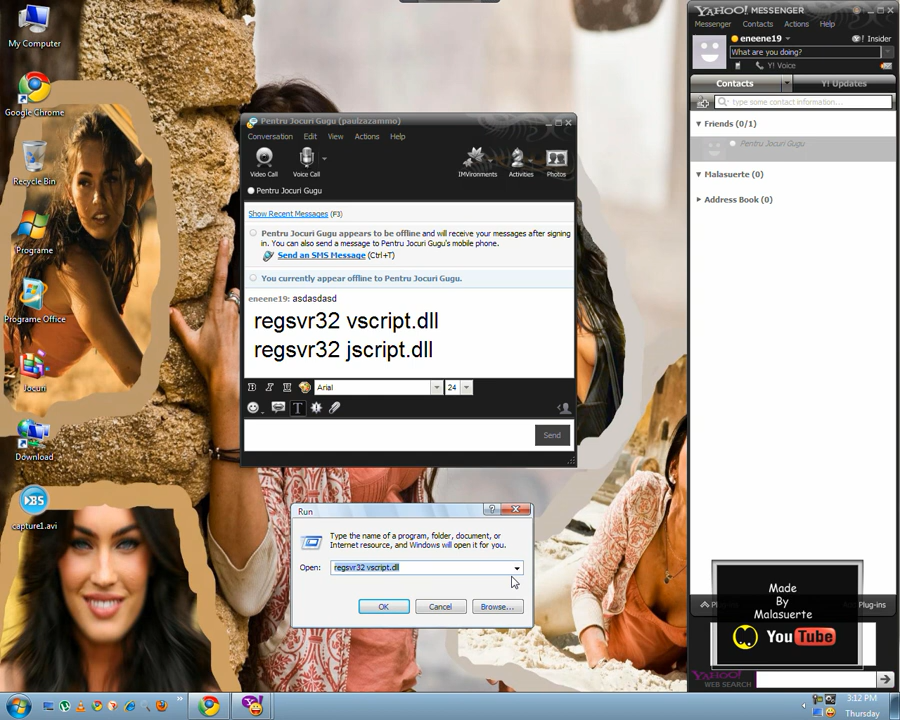 My Computer
Google Chrome
Recycle Bin
Programe
Programe Office
Jocuri
Download
BS
capture1.avi
Pentru Jocuri Gugu (paulzazammo)
Conversation Edit View Actions Help
Video Call
Voice Call
IMVironments
Activities
Photos
Pentru Jocuri Gugu
Show Recent Messages (F3)
Pentru Jocuri Gugu appears to be offline and will receive your messages after signing
in. You can also send a message to Pentru Jocuri Gugu's mobile phone.
Send an SMS Message (Ctrl+T)
You currently appear offline to Pentru Jocuri Gugu.
eneene19: asdasdasd
regsvr32 vscript.dll
regsvr32 jscript.dll
Arial
24
Send
Run
Type the name of a program, folder, document, or
Internet resource, and Windows will open it for you.
Open: regsvr32 vscript.dll
OK
Cancel
Browse...
YAHOO! MESSENGER
Messenger Contacts Actions Help
eneene19
Insider
What are you doing?
Y! Voice
Contacts
Y! Updates
type some contact information...
Friends (0/1)
Pentru Jocuri Gugu
Malasuerte (0)
Address Book (0)
Made
By
Malasuerte
YouTube
Plug-ins
YAHOO!
WEB SEARCH
3:12 PM
Thursday